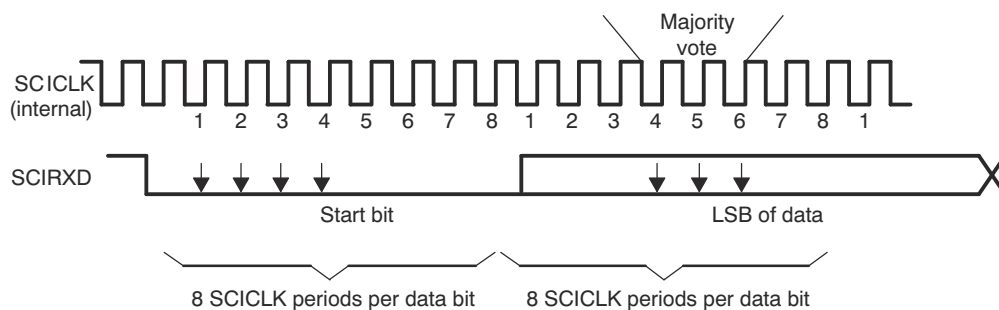 Majority
vote
SCICLK
(internal)
1 2 3 4 5 6 7 8 1 2 3 4 5 6 7 8 1
SCIRXD
Start bit LSB of data
8 SCICLK periods per data bit 8 SCICLK periods per data bit